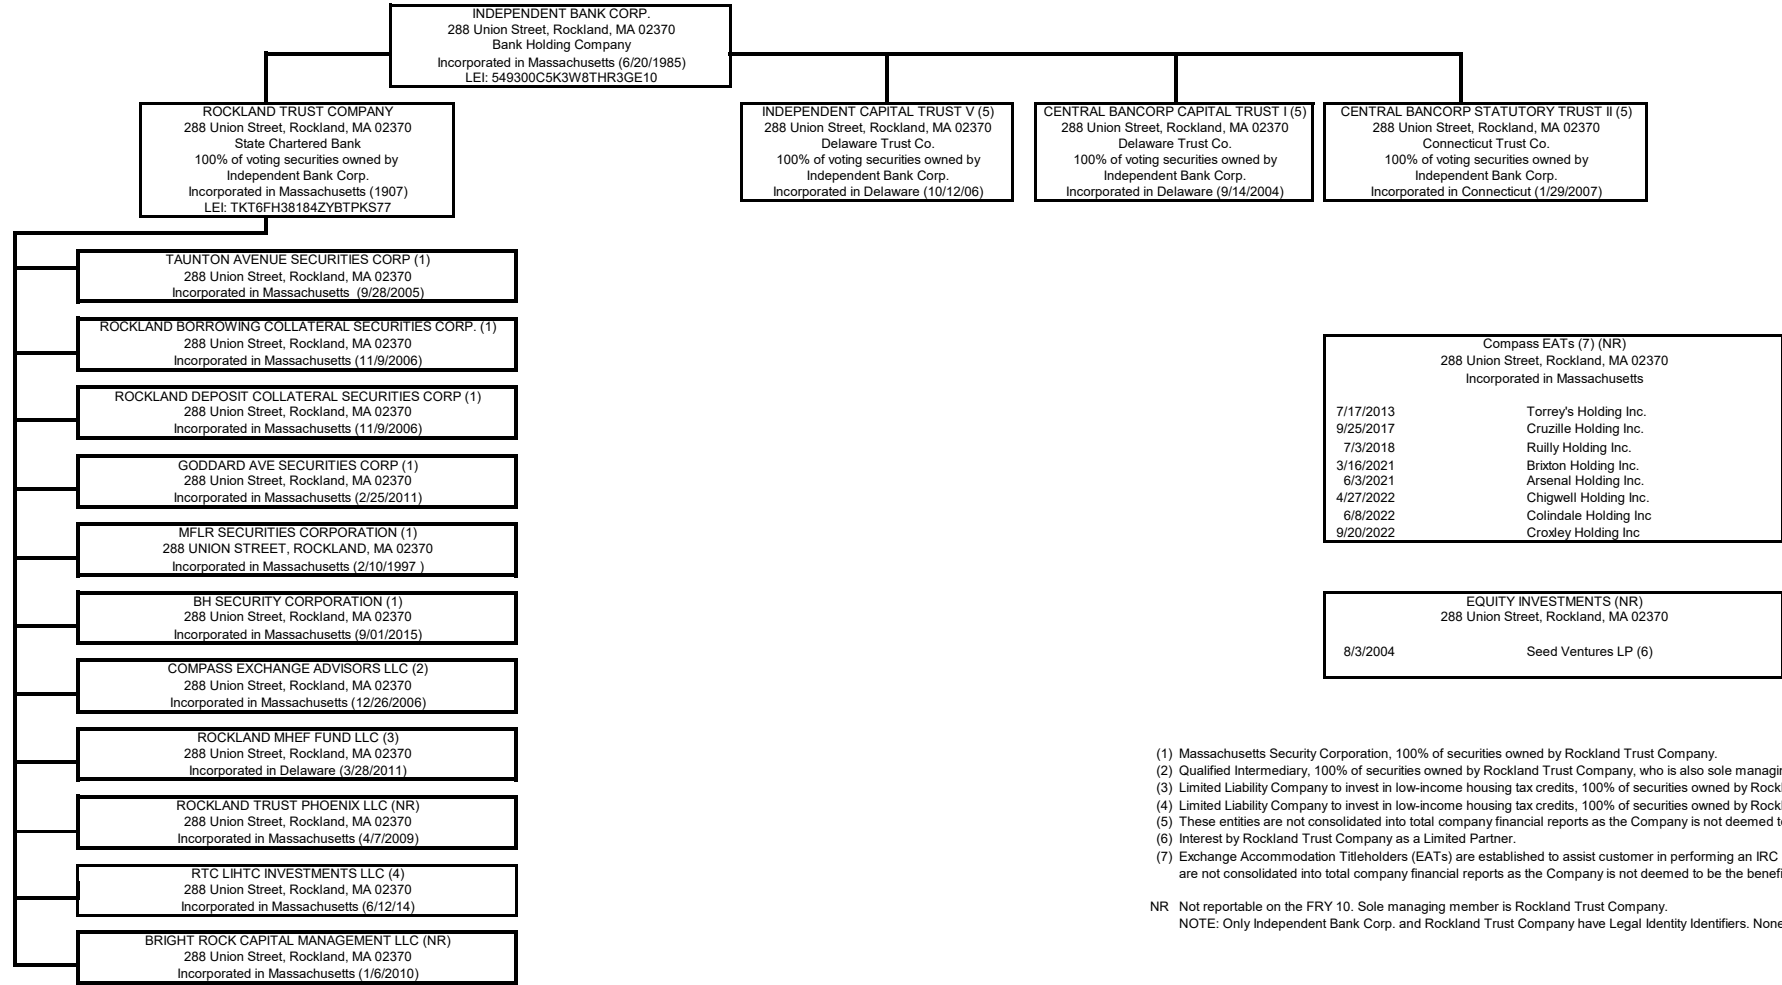 INDEPENDENT BANK CORP.
288 Union Street, Rockland, MA 02370
Bank Holding Company
Incorporated in Massachusetts (6/20/1985)
LEI: 549300C5K3W8THR3GE10
ROCKLAND TRUST COMPANY
288 Union Street, Rockland, MA 02370
State Chartered Bank
100% of voting securities owned by
Independent Bank Corp.
Incorporated in Massachusetts (1907)
LEI: TKT6FH38184ZYBTPKS77
INDEPENDENT CAPITAL TRUST V (5)
288 Union Street, Rockland, MA 02370
Delaware Trust Co.
100% of voting securities owned by
Independent Bank Corp.
Incorporated in Delaware (10/12/06)
CENTRAL BANCORP CAPITAL TRUST I (5)
288 Union Street, Rockland, MA 02370
Delaware Trust Co.
100% of voting securities owned by
Independent Bank Corp.
Incorporated in Delaware (9/14/2004)
CENTRAL BANCORP STATUTORY TRUST II (5)
288 Union Street, Rockland, MA 02370
Connecticut Trust Co.
100% of voting securities owned by
Independent Bank Corp.
Incorporated in Connecticut (1/29/2007)
TAUNTON AVENUE SECURITIES CORP (1)
288 Union Street, Rockland, MA 02370
Incorporated in Massachusetts (9/28/2005)
ROCKLAND BORROWING COLLATERAL SECURITIES CORP. (1)
288 Union Street, Rockland, MA 02370
Incorporated in Massachusetts (11/9/2006)
ROCKLAND DEPOSIT COLLATERAL SECURITIES CORP (1)
288 Union Street, Rockland, MA 02370
Incorporated in Massachusetts (11/9/2006)
GODDARD AVE SECURITIES CORP (1)
288 Union Street, Rockland, MA 02370
Incorporated in Massachusetts (2/25/2011)
MFLR SECURITIES CORPORATION (1)
288 UNION STREET, ROCKLAND, MA 02370
Incorporated in Massachusetts (2/10/1997 )
BH SECURITY CORPORATION (1)
288 Union Street, Rockland, MA 02370
Incorporated in Massachusetts (9/01/2015)
COMPASS EXCHANGE ADVISORS LLC (2)
288 Union Street, Rockland, MA 02370
Incorporated in Massachusetts (12/26/2006)
ROCKLAND MHEF FUND LLC (3)
288 Union Street, Rockland, MA 02370
Incorporated in Delaware (3/28/2011)
ROCKLAND TRUST PHOENIX LLC (NR)
288 Union Street, Rockland, MA 02370
Incorporated in Massachusetts (4/7/2009)
RTC LIHTC INVESTMENTS LLC (4)
288 Union Street, Rockland, MA 02370
Incorporated in Massachusetts (6/12/14)
BRIGHT ROCK CAPITAL MANAGEMENT LLC (NR)
288 Union Street, Rockland, MA 02370
Incorporated in Massachusetts (1/6/2010)
Compass EATs (7) (NR)
288 Union Street, Rockland, MA 02370
Incorporated in Massachusetts
7/17/2013 Torrey's Holding Inc.
9/25/2017 Cruzille Holding Inc.
7/3/2018 Ruilly Holding Inc.
3/16/2021 Brixton Holding Inc.
6/3/2021 Arsenal Holding Inc.
4/27/2022 Chigwell Holding Inc.
6/8/2022 Colindale Holding Inc
9/20/2022 Croxley Holding Inc
EQUITY INVESTMENTS (NR)
288 Union Street, Rockland, MA 02370
8/3/2004 Seed Ventures LP (6)
(1) Massachusetts Security Corporation, 100% of securities owned by Rockland Trust Company.
(2) Qualified Intermediary, 100% of securities owned by Rockland Trust Company, who is also sole
(3) Limited Liability Company to invest in low-income housing tax credits, 100% of securities owned by
(4) Limited Liability Company to invest in low-income housing tax credits, 100% of securities owned by
(5) These entities are not consolidated into total company financial reports as the Company is not deemed
(6) Interest by Rockland Trust Company as a Limited Partner.
(7) Exchange Accommodation Titleholders (EATs) are established to assist customer in performing an IRC
are not consolidated into total company financial reports as the Company is not deemed to be the
NR Not reportable on the FRY 10. Sole managing member is Rockland Trust Company.
NOTE: Only Independent Bank Corp. and Rockland Trust Company have Legal Identity Identifiers. None